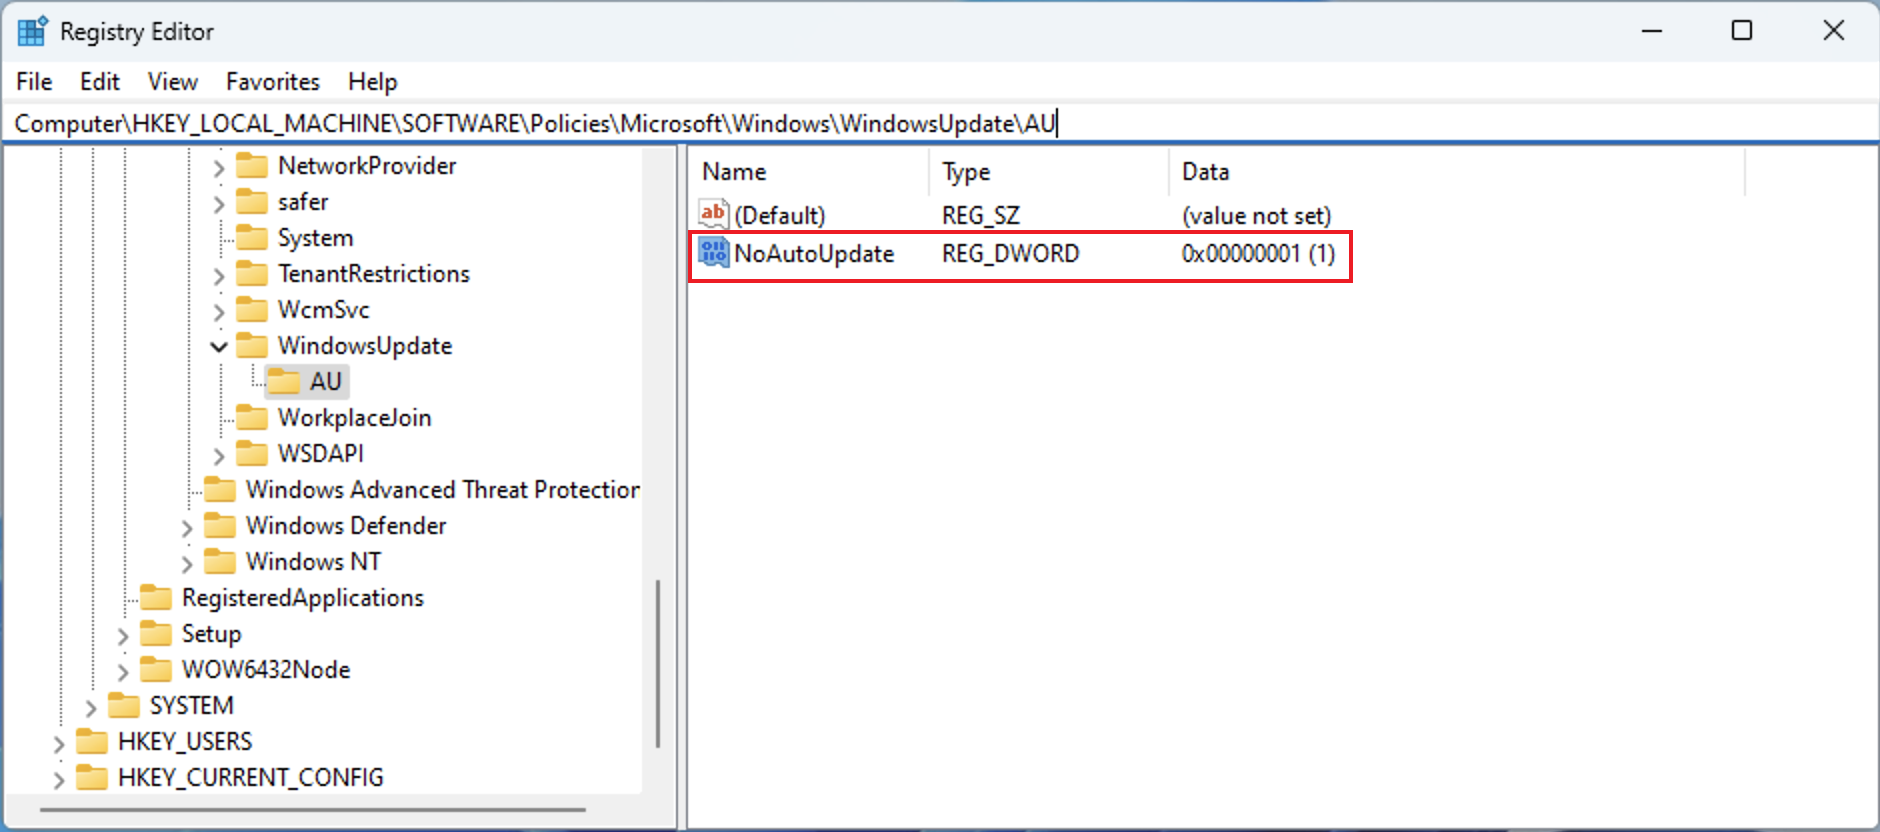 Registry Editor
File Edit View Favorites Help
Computer\HKEY_LOCAL_MACHINE\SOFTWARE\Policies\Microsoft\Windows\WindowsUpdate\AU
NetworkProvider
safer
System
TenantRestrictions
WcmSvc
WindowsUpdate
AU
WorkplaceJoin
WSDAPI
Windows Advanced Threat Protection
Windows Defender
Windows NT
RegisteredApplications
Setup
WOW6432Node
SYSTEM
HKEY_USERS
HKEY_CURRENT_CONFIG
Name Type Data
(Default) REG_SZ (value not set)
NoAutoUpdate REG_DWORD 0x00000001 (1)